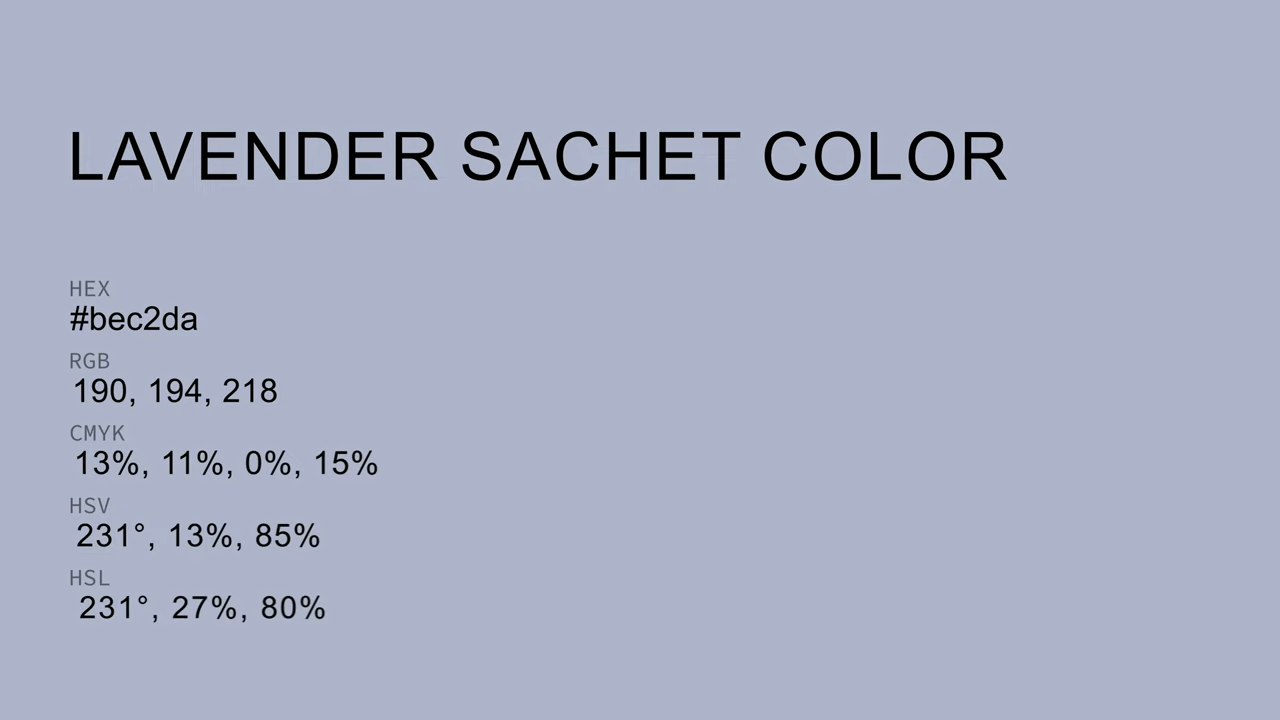 LAVENDER SACHET COLOR
HEX
#bec2da
RGB
190, 194, 218
CMYK
13%, 11%, 0%, 15%
HSV
231°, 13%, 85%
HSL
231°, 27%, 80%